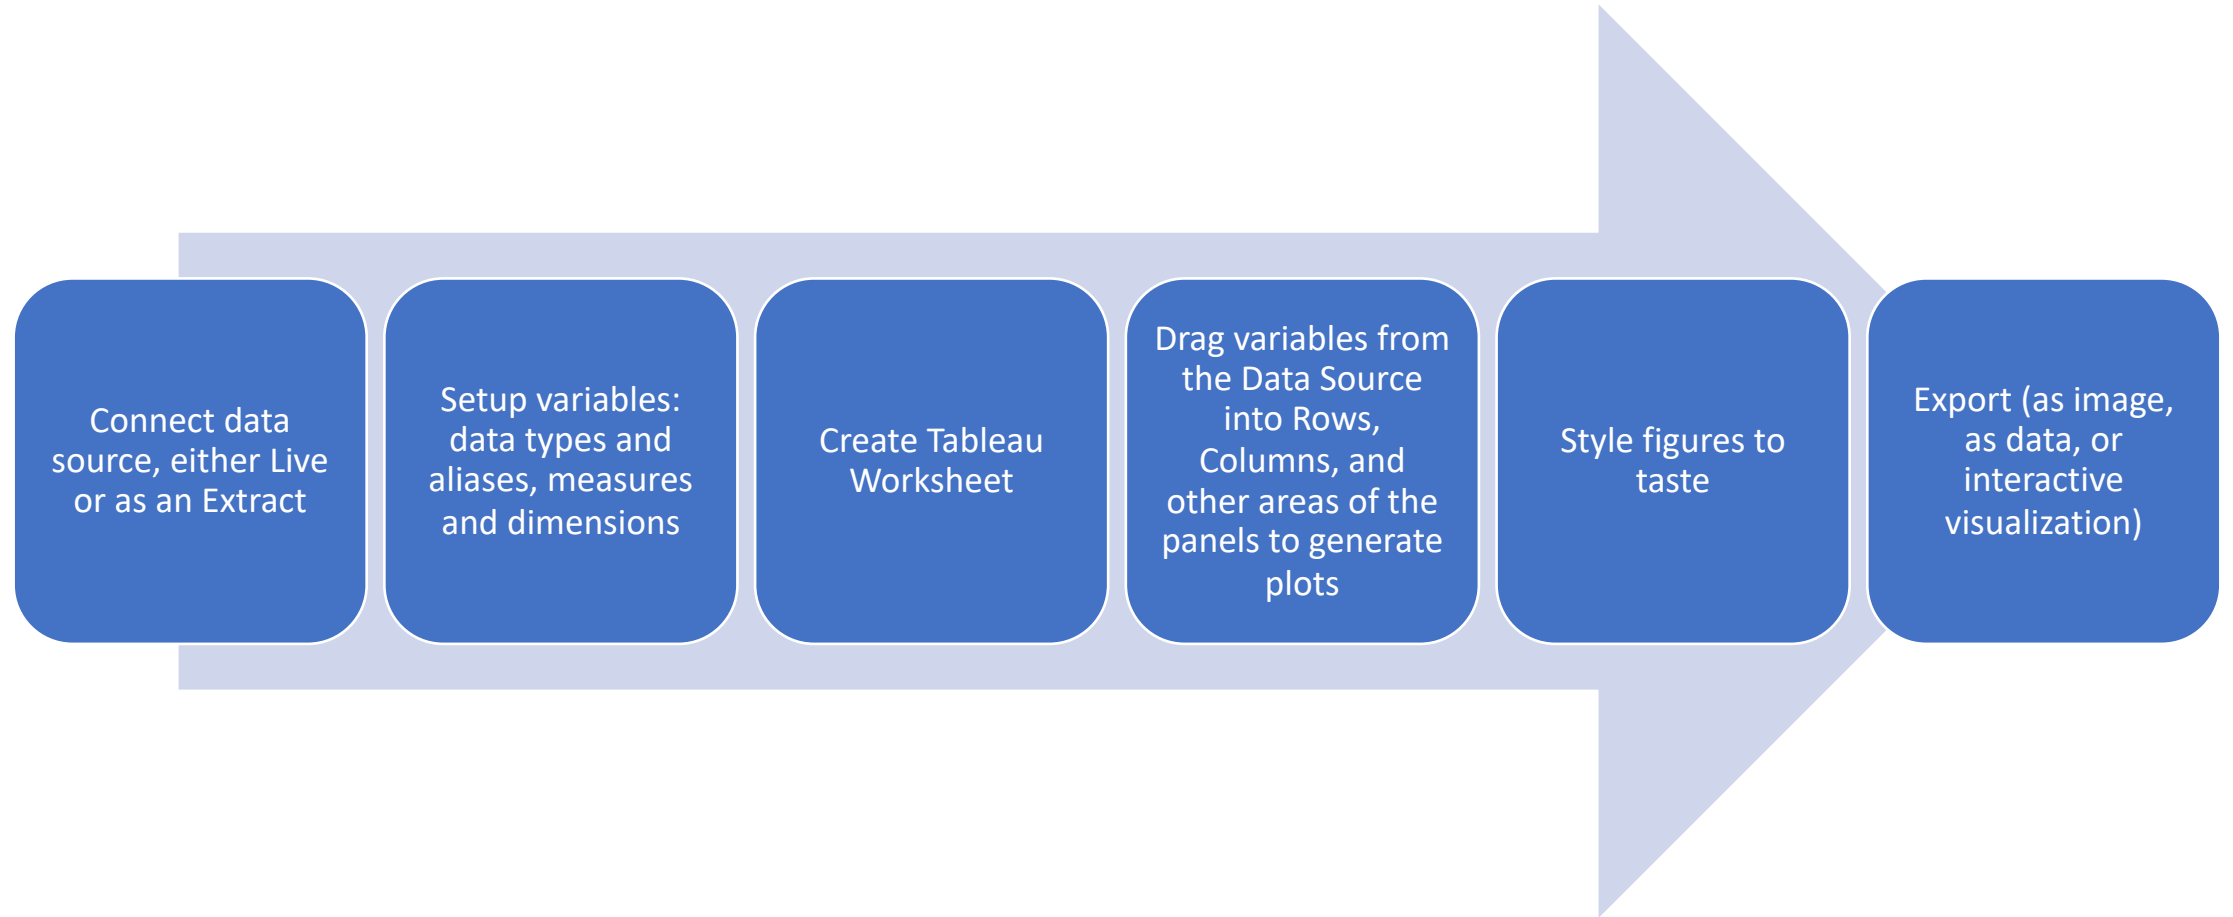 Connect data
source, either Live
or as an Extract
Setup variables:
data types and
aliases, measures
and dimensions
Create Tableau
Worksheet
Drag variables from
the Data Source
into Rows,
Columns, and
other areas of the
panels to generate
plots
Style figures to
taste
Export (as image,
as data, or
interactive
visualization)